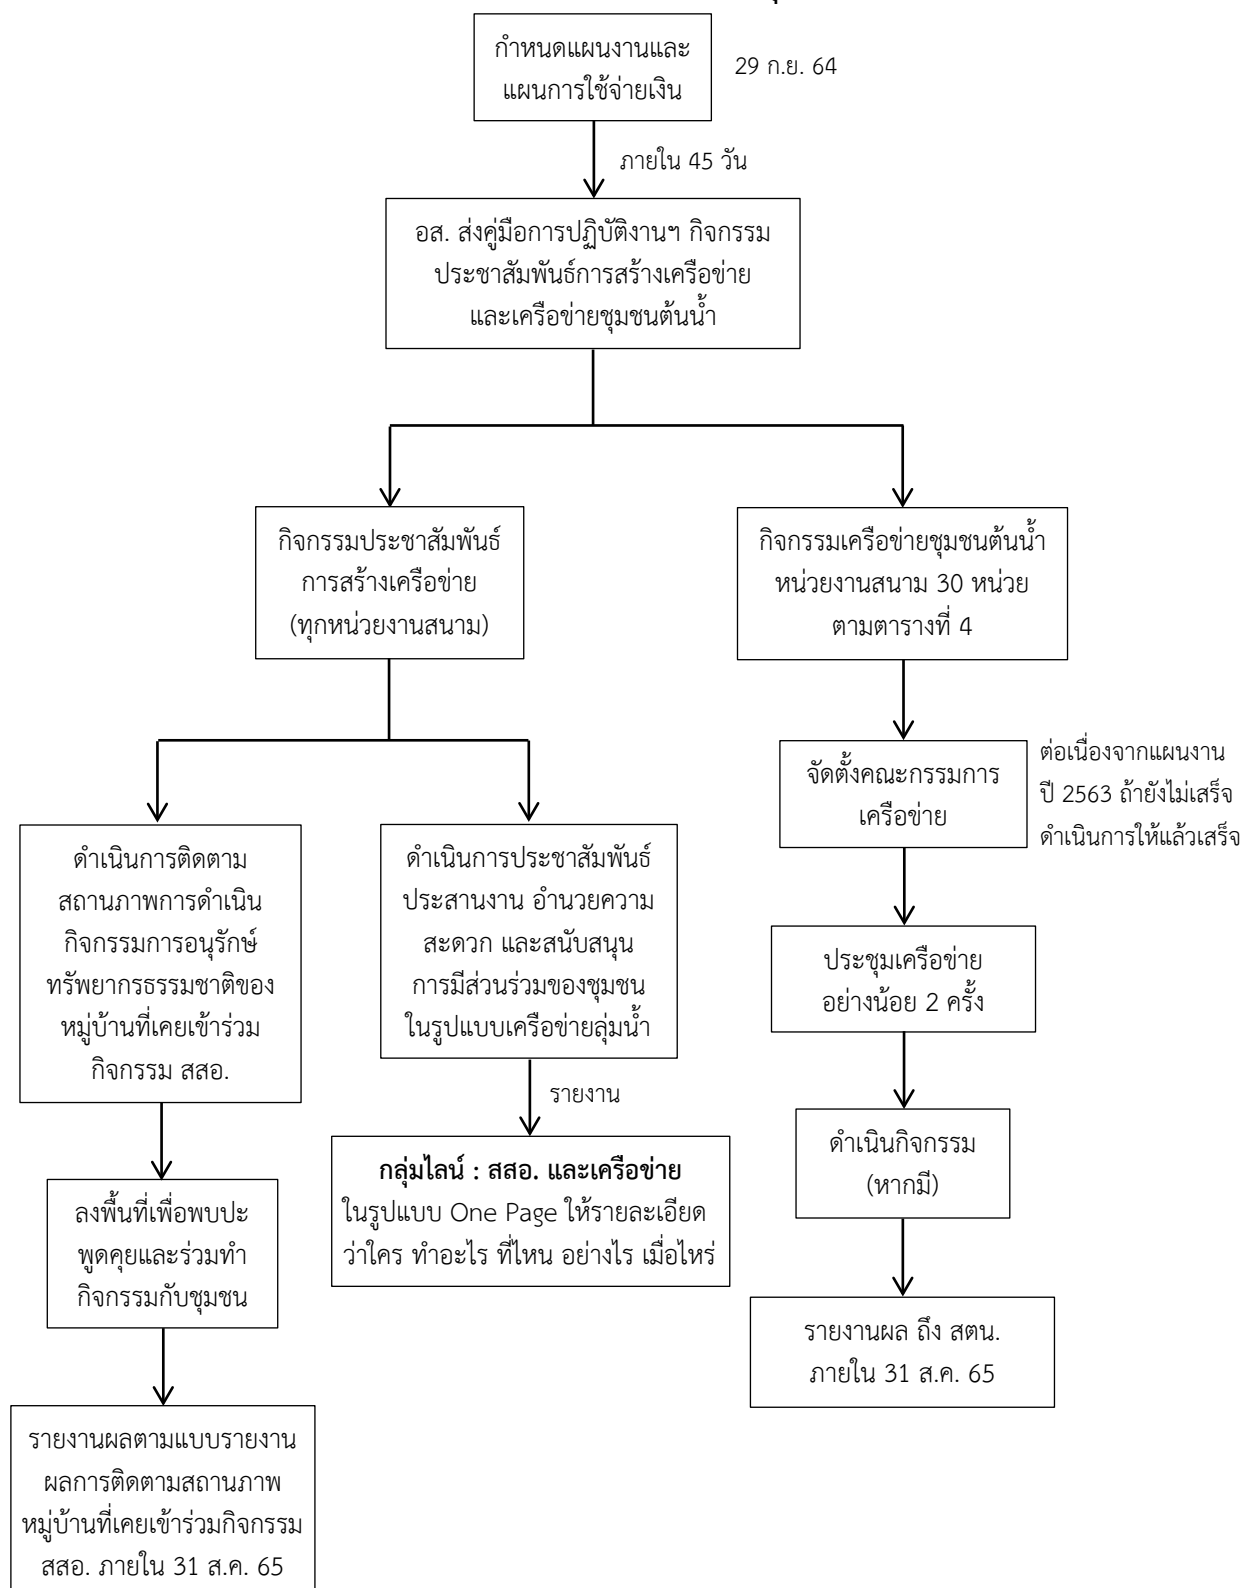 กำหนดแผนงานและ
แผนการใช้จ่ายเงิน
29 ก.ย. 64
ภายใน 45 วัน
อส. ส่งคู่มือการปฏิบัติงานฯ กิจกรรม
ประชาสัมพันธ์การสร้างเครือข่าย
และเครือข่ายชุมชนต้นน้ำ
กิจกรรมประชาสัมพันธ์
การสร้างเครือข่าย
(ทุกหน่วยงานสนาม)
กิจกรรมเครือข่ายชุมชนต้นน้ำ
หน่วยงานสนาม 30 หน่วย
ตามตารางที่ 4
จัดตั้งคณะกรรมการ
เครือข่าย
ต่อเนื่องจากแผนงาน
ปี 2563 ถ้ายังไม่เสร็จ
ดำเนินการให้แล้วเสร็จ
ดำเนินการติดตาม
สถานภาพการดำเนิน
กิจกรรมการอนุรักษ์
ทรัพยากรธรรมชาติของ
หมู่บ้านที่เคยเข้าร่วม
กิจกรรม สสอ.
ดำเนินการประชาสัมพันธ์
ประสานงาน อำนวยความ
สะดวก และสนับสนุน
การมีส่วนร่วมของชุมชน
ในรูปแบบเครือข่ายลุ่มน้ำ
ประชุมเครือข่าย
อย่างน้อย 2 ครั้ง
รายงาน
กลุ่มไลน์ : สสอ. และเครือข่าย
ในรูปแบบ One Page ให้รายละเอียด
ว่าใคร ทำอะไร ที่ไหน อย่างไร เมื่อไหร่
ดำเนินกิจกรรม
(หากมี)
ลงพื้นที่เพื่อพบปะ
พูดคุยและร่วมทำ
กิจกรรมกับชุมชน
รายงานผล ถึง สตน.
ภายใน 31 ส.ค. 65
รายงานผลตามแบบรายงาน
ผลการติดตามสถานภาพ
หมู่บ้านที่เคยเข้าร่วมกิจกรรม
สสอ. ภายใน 31 ส.ค. 65